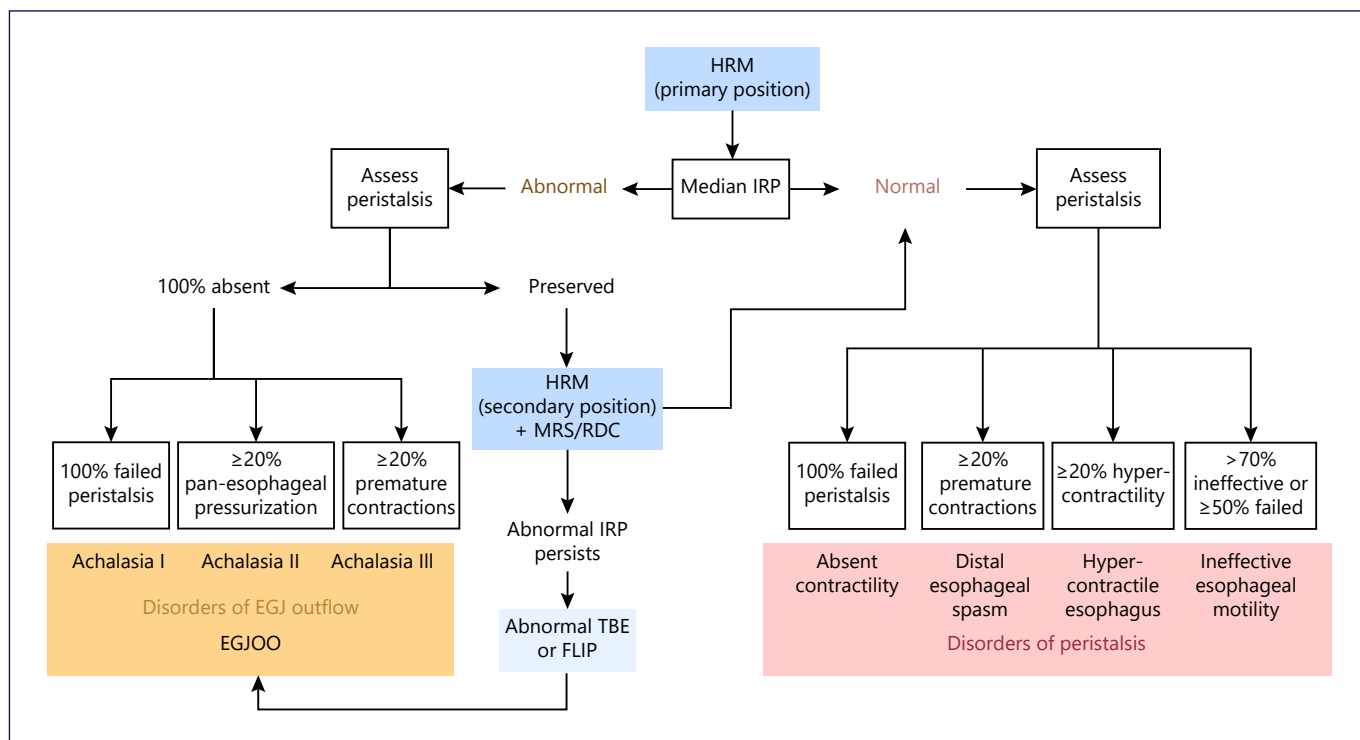 HRM
(primary position)
Assess
peristalsis
Abnormal
Median IRP
Normal
Assess
peristalsis
100% absent
Preserved
HRM
(secondary position)
+ MRS/RDC
100% failed
peristalsis
≥20%
pan-esophageal
pressurization
≥20%
premature
contractions
100% failed
peristalsis
≥20%
premature
contractions
≥20% hyper-
contractility
>70%
ineffective or
≥50% failed
Abnormal IRP
persists
Achalasia I
Achalasia II
Achalasia III
Disorders of EGJ outflow
EGJOO
Abnormal TBE
or FLIP
Absent
contractility
Distal
esophageal
spasm
Hyper-
contractile
esophagus
Ineffective
esophageal
motility
Disorders of peristalsis